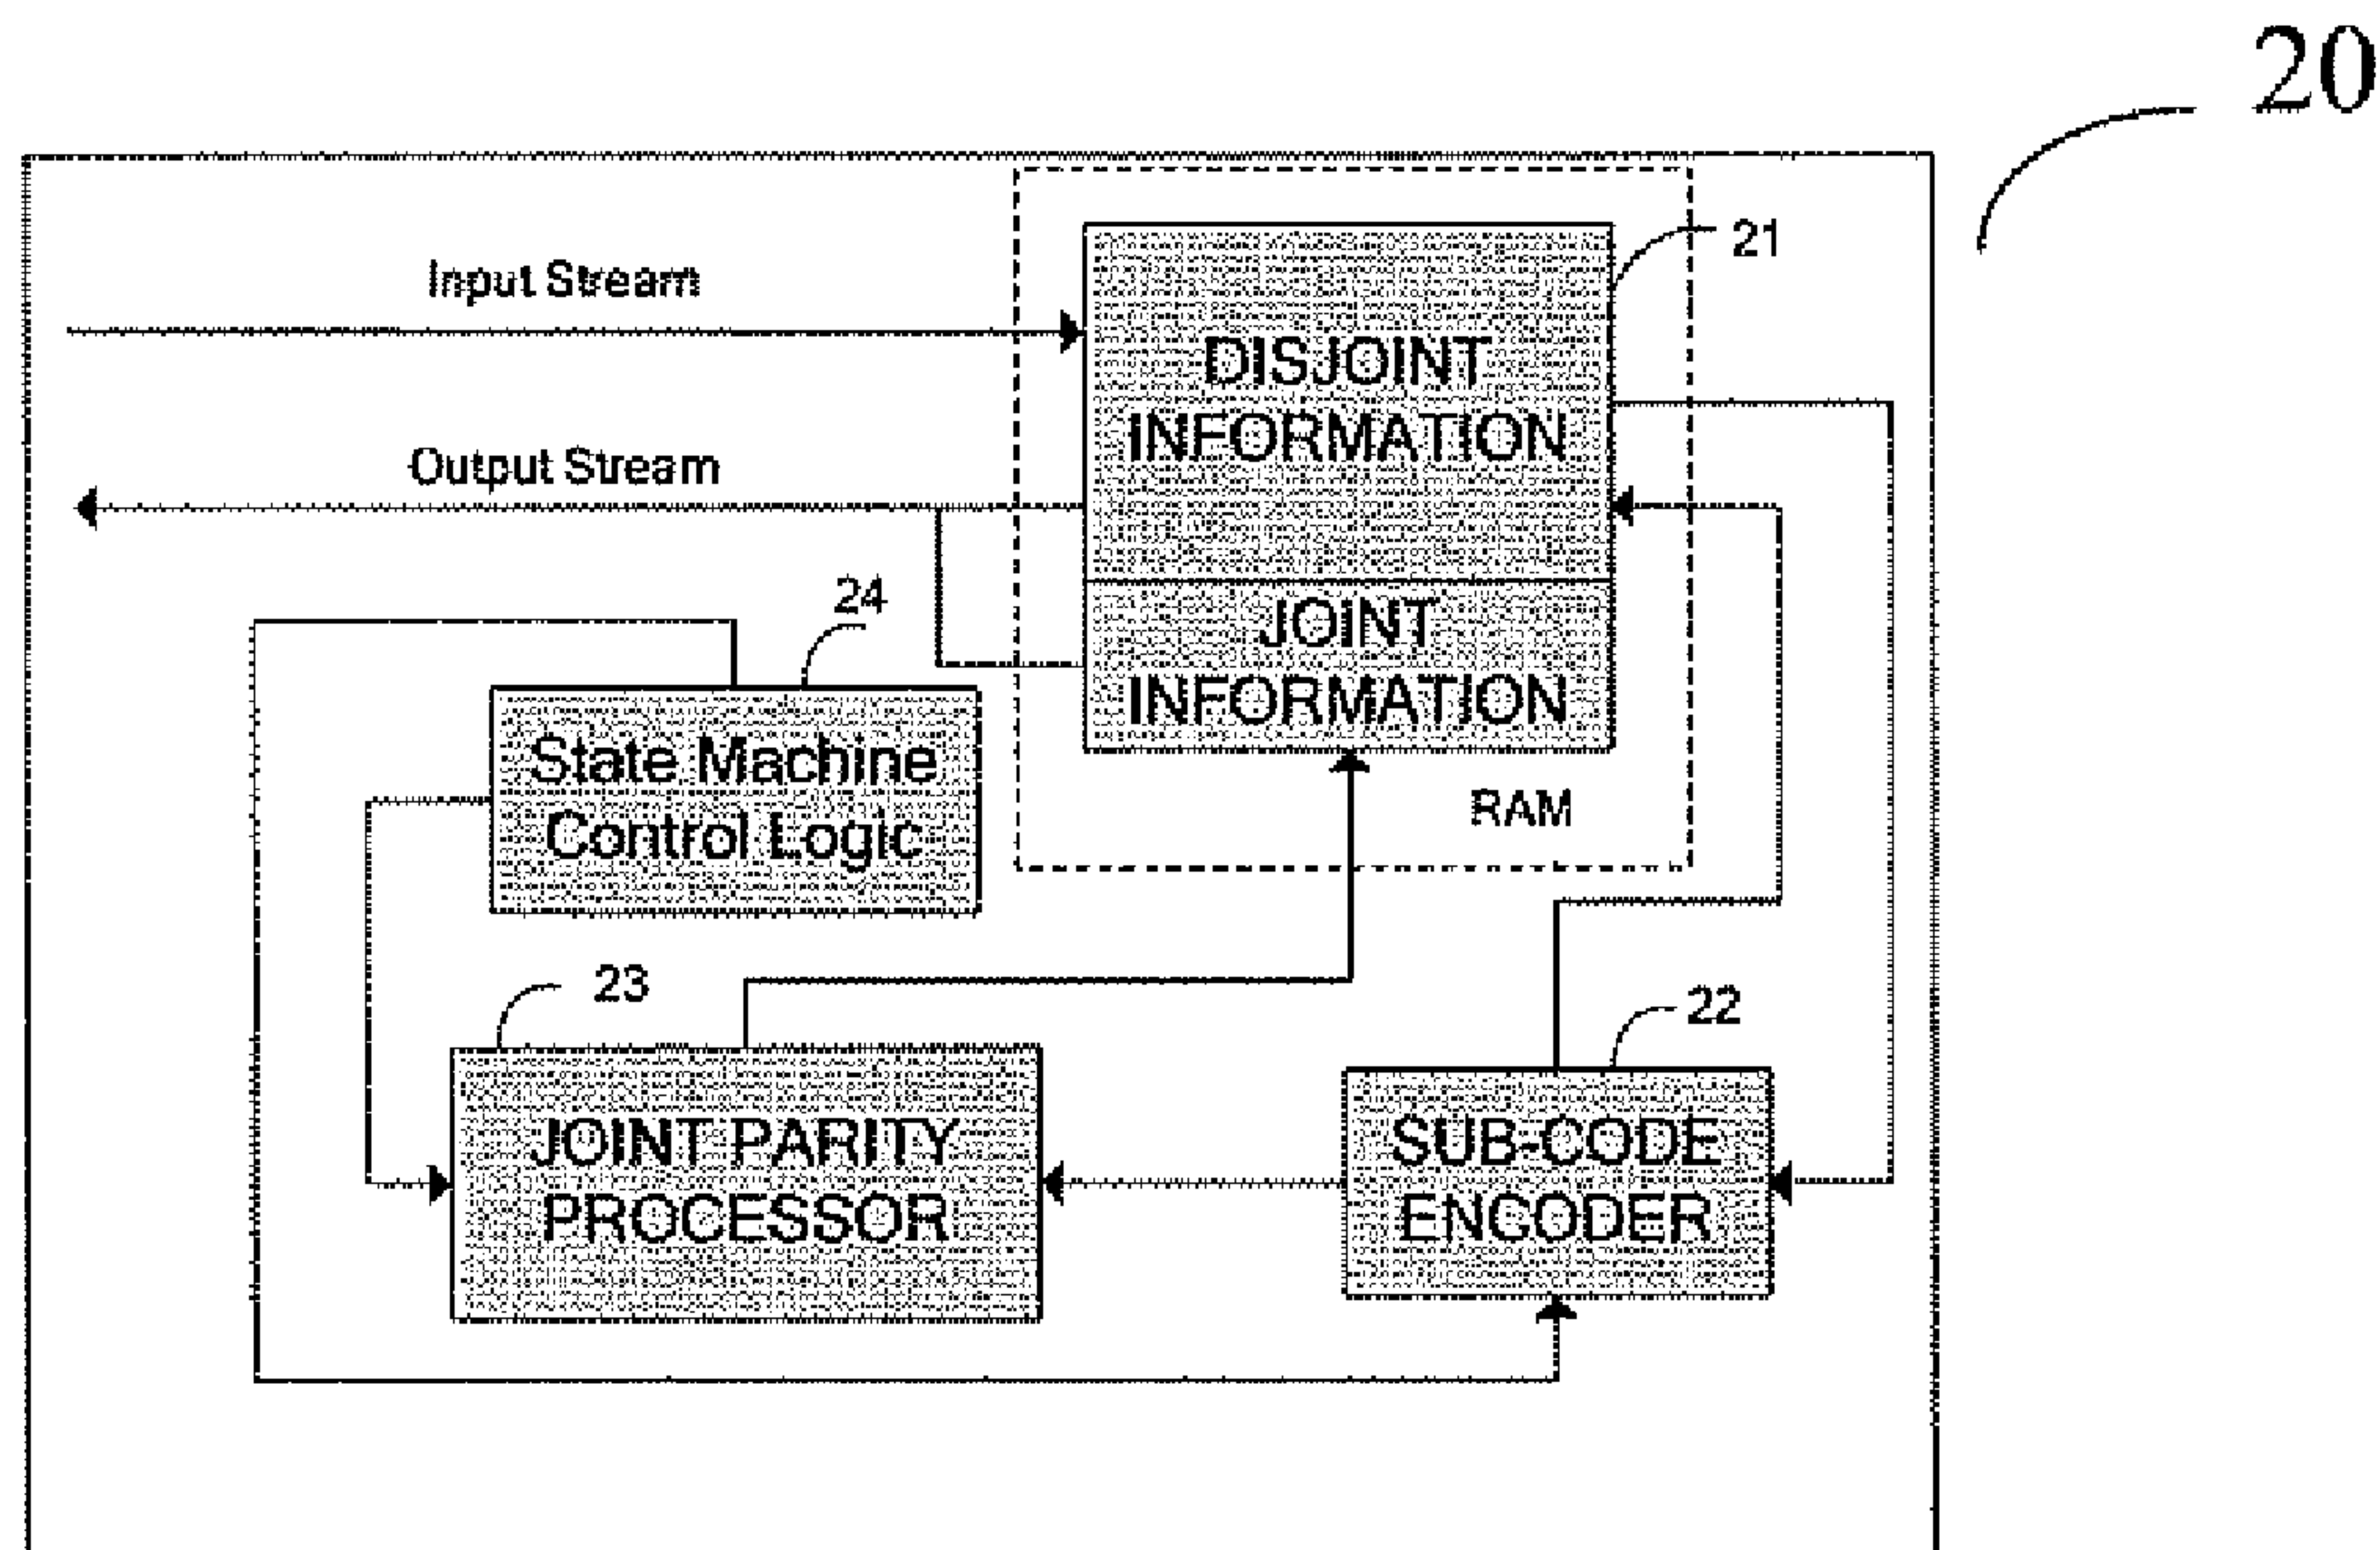 20
21
Input Stream
DISJOINT
INFORMATION
Output Stream
24
JOINT
INFORMATION
State Machine
Control Logic
RAM
23
22
JOINT PARITY
PROCESSOR
SUB-CODE
ENCODER